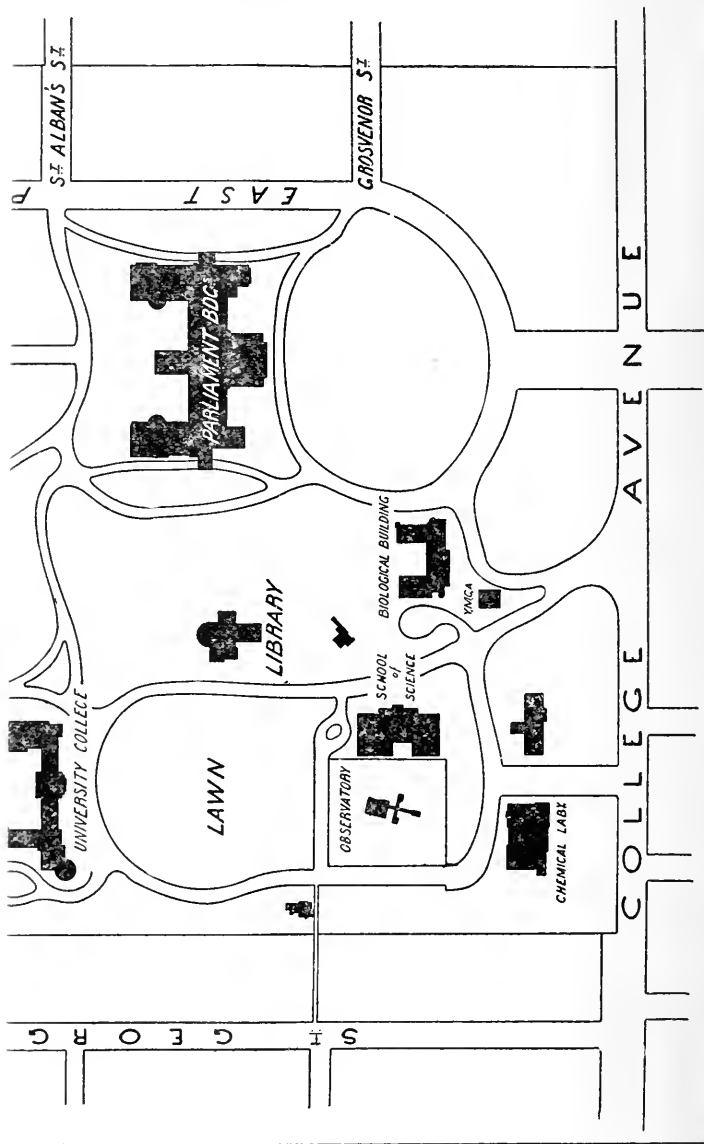 ST ALBAN'S ST
GROSVENOR ST
EAST P
PARLIAMENT BDGS
BIOLOGICAL BUILDING
YMCA
LIBRARY
SCHOOL
of
SCIENCE
UNIVERSITY COLLEGE
LAWN
OBSERVATORY
CHEMICAL LABY
COLLEGE AVENUE
ST GEORG